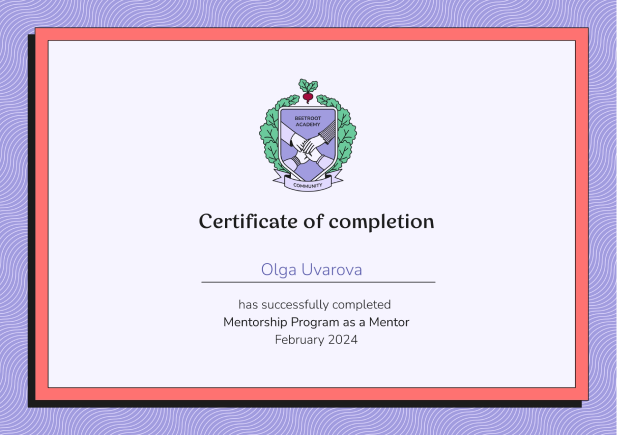 BEETROOT
ACADEMY
COMMUNITY
Certificate of completion
Olga Uvarova
has successfully completed
Mentorship Program as a Mentor
February 2024